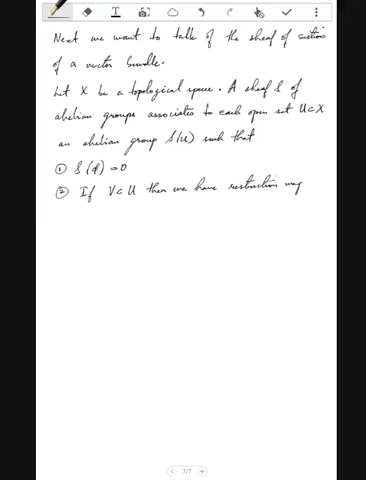 Next we want to talk of the sheaf of sections
of a vector bundle.
Let X be a topological space. A sheaf S of
abelian groups associates to each open set U⊂X
an abelian group S(U) such that
① S(φ) = 0
② If V⊂U then we have restriction map
7/7